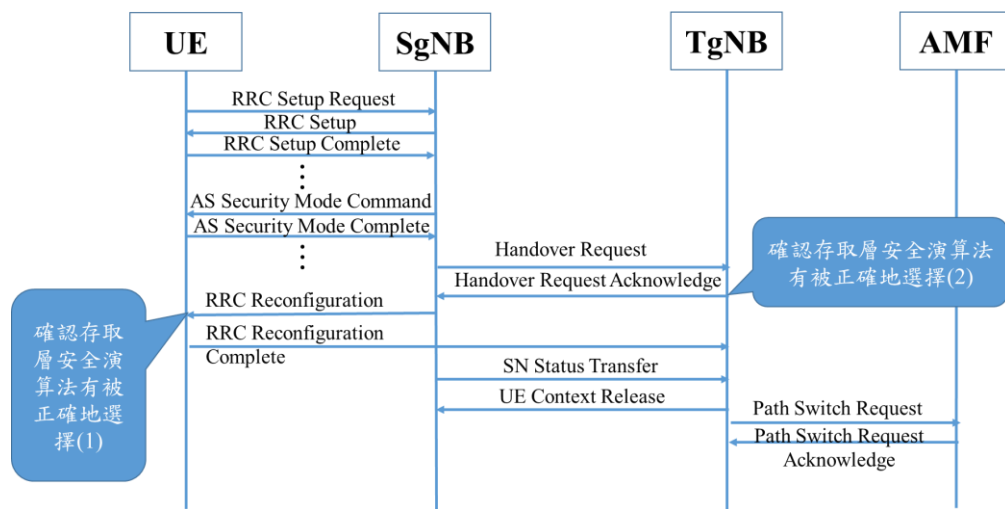 UE
SgNB
TgNB
AMF
RRC Setup Request
RRC Setup
RRC Setup Complete
AS Security Mode Command
AS Security Mode Complete
Handover Request
Handover Request Acknowledge
確認存取層安全演算法
有被正確地選擇(2)
RRC Reconfiguration
確認存取
層安全演
算法有被
正確地選
擇(1)
RRC Reconfiguration
Complete
SN Status Transfer
UE Context Release
Path Switch Request
Path Switch Request
Acknowledge